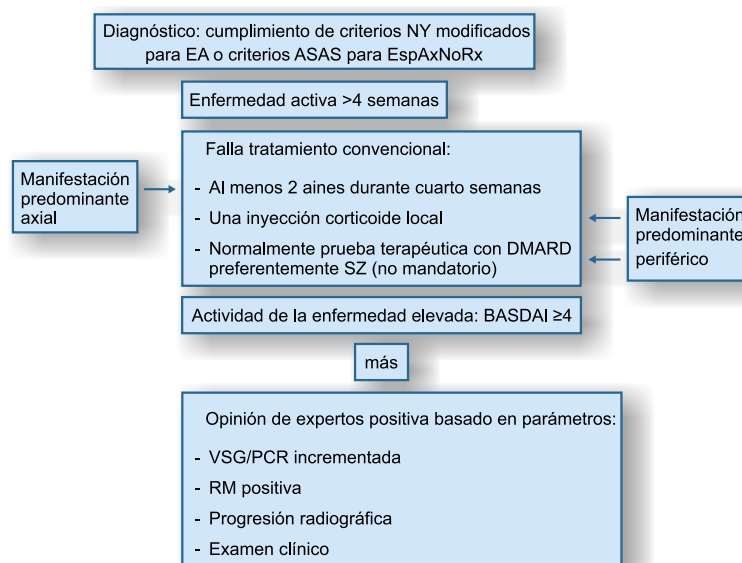 Diagnóstico: cumplimiento de criterios NY modificados
para EA o criterios ASAS para EspAxNoRx
Enfermedad activa >4 semanas
Manifestación
predominante
axial
Falla tratamiento convencional:
- Al menos 2 aines durante cuarto semanas
- Una inyección corticoide local
- Normalmente prueba terapéutica con DMARD
preferentemente SZ (no mandatorio)
Manifestación
predominante
periférico
Actividad de la enfermedad elevada: BASDAI ≥4
más
Opinión de expertos positiva basado en parámetros:
- VSG/PCR incrementada
- RM positiva
- Progresión radiográfica
- Examen clínico